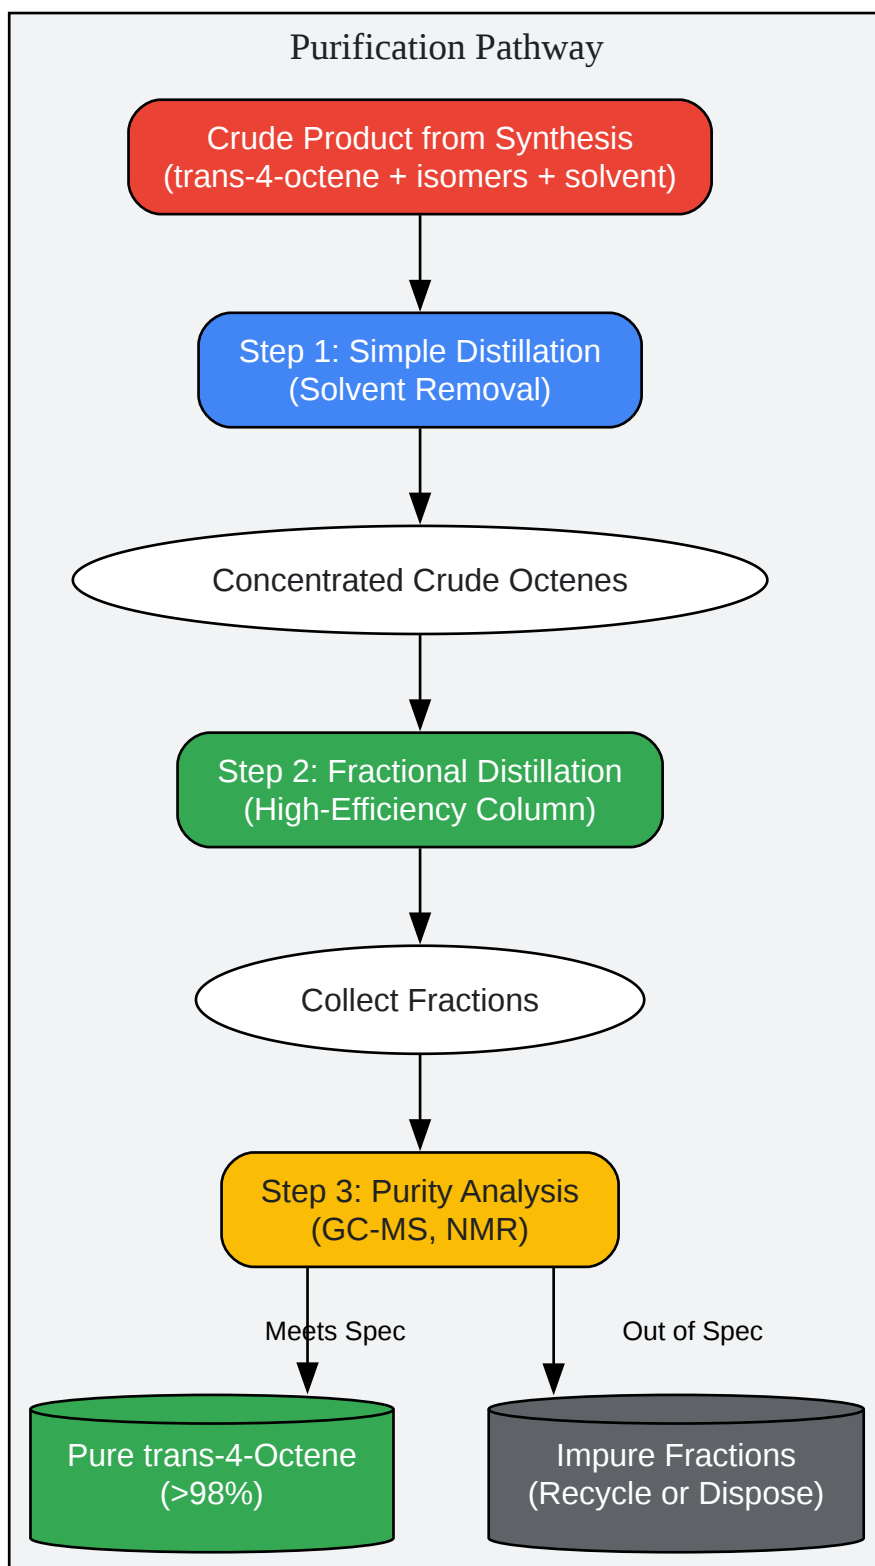 Purification Pathway
Crude Product from Synthesis
(trans-4-octene + isomers + solvent)
Step 1: Simple Distillation
(Solvent Removal)
Concentrated Crude Octenes
Step 2: Fractional Distillation
(High-Efficiency Column)
Collect Fractions
Step 3: Purity Analysis
(GC-MS, NMR)
Meets Spec
Out of Spec
Pure trans-4-Octene
(>98%)
Impure Fractions
(Recycle or Dispose)